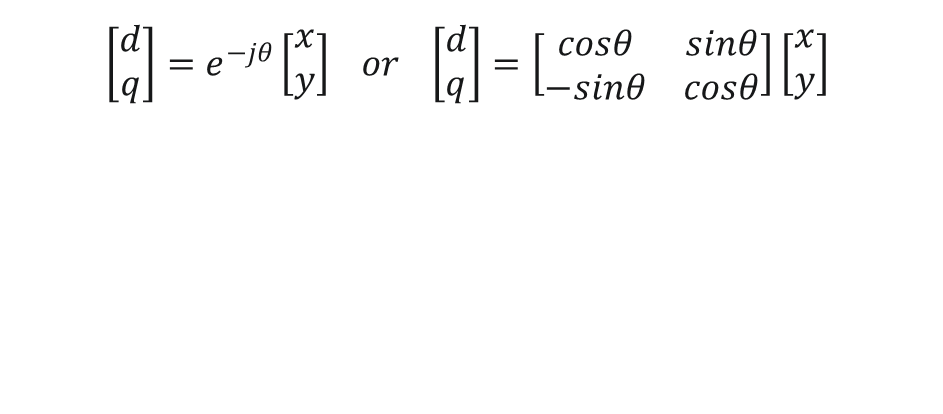 [d q] = e^{-jθ} [x y] or [d q] = [cosθ sinθ -sinθ cosθ] [x y]